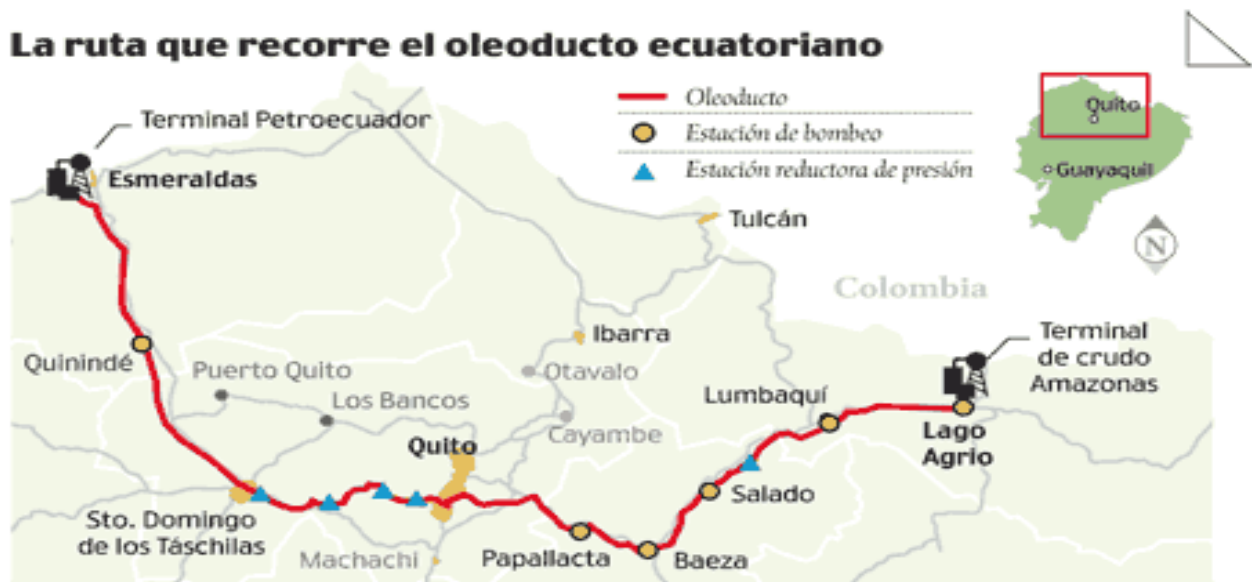 La ruta que recorre el oleoducto ecuatoriano
Terminal Petroecuador
Esmeraldas
Oleoducto
Estación de bombeo
Estación reductora de presión
Quito
Guayaquil
N
Tulcán
Colombia
Ibarra
Quinindé
Puerto Quito
Otavalo
Los Bancos
Cayambe
Lumbaquí
Terminal
de crudo
Amazonas
Quito
Lago
Agrio
Salado
Sto. Domingo
de los Táschilas
Machachi
Papallacta
Baeza